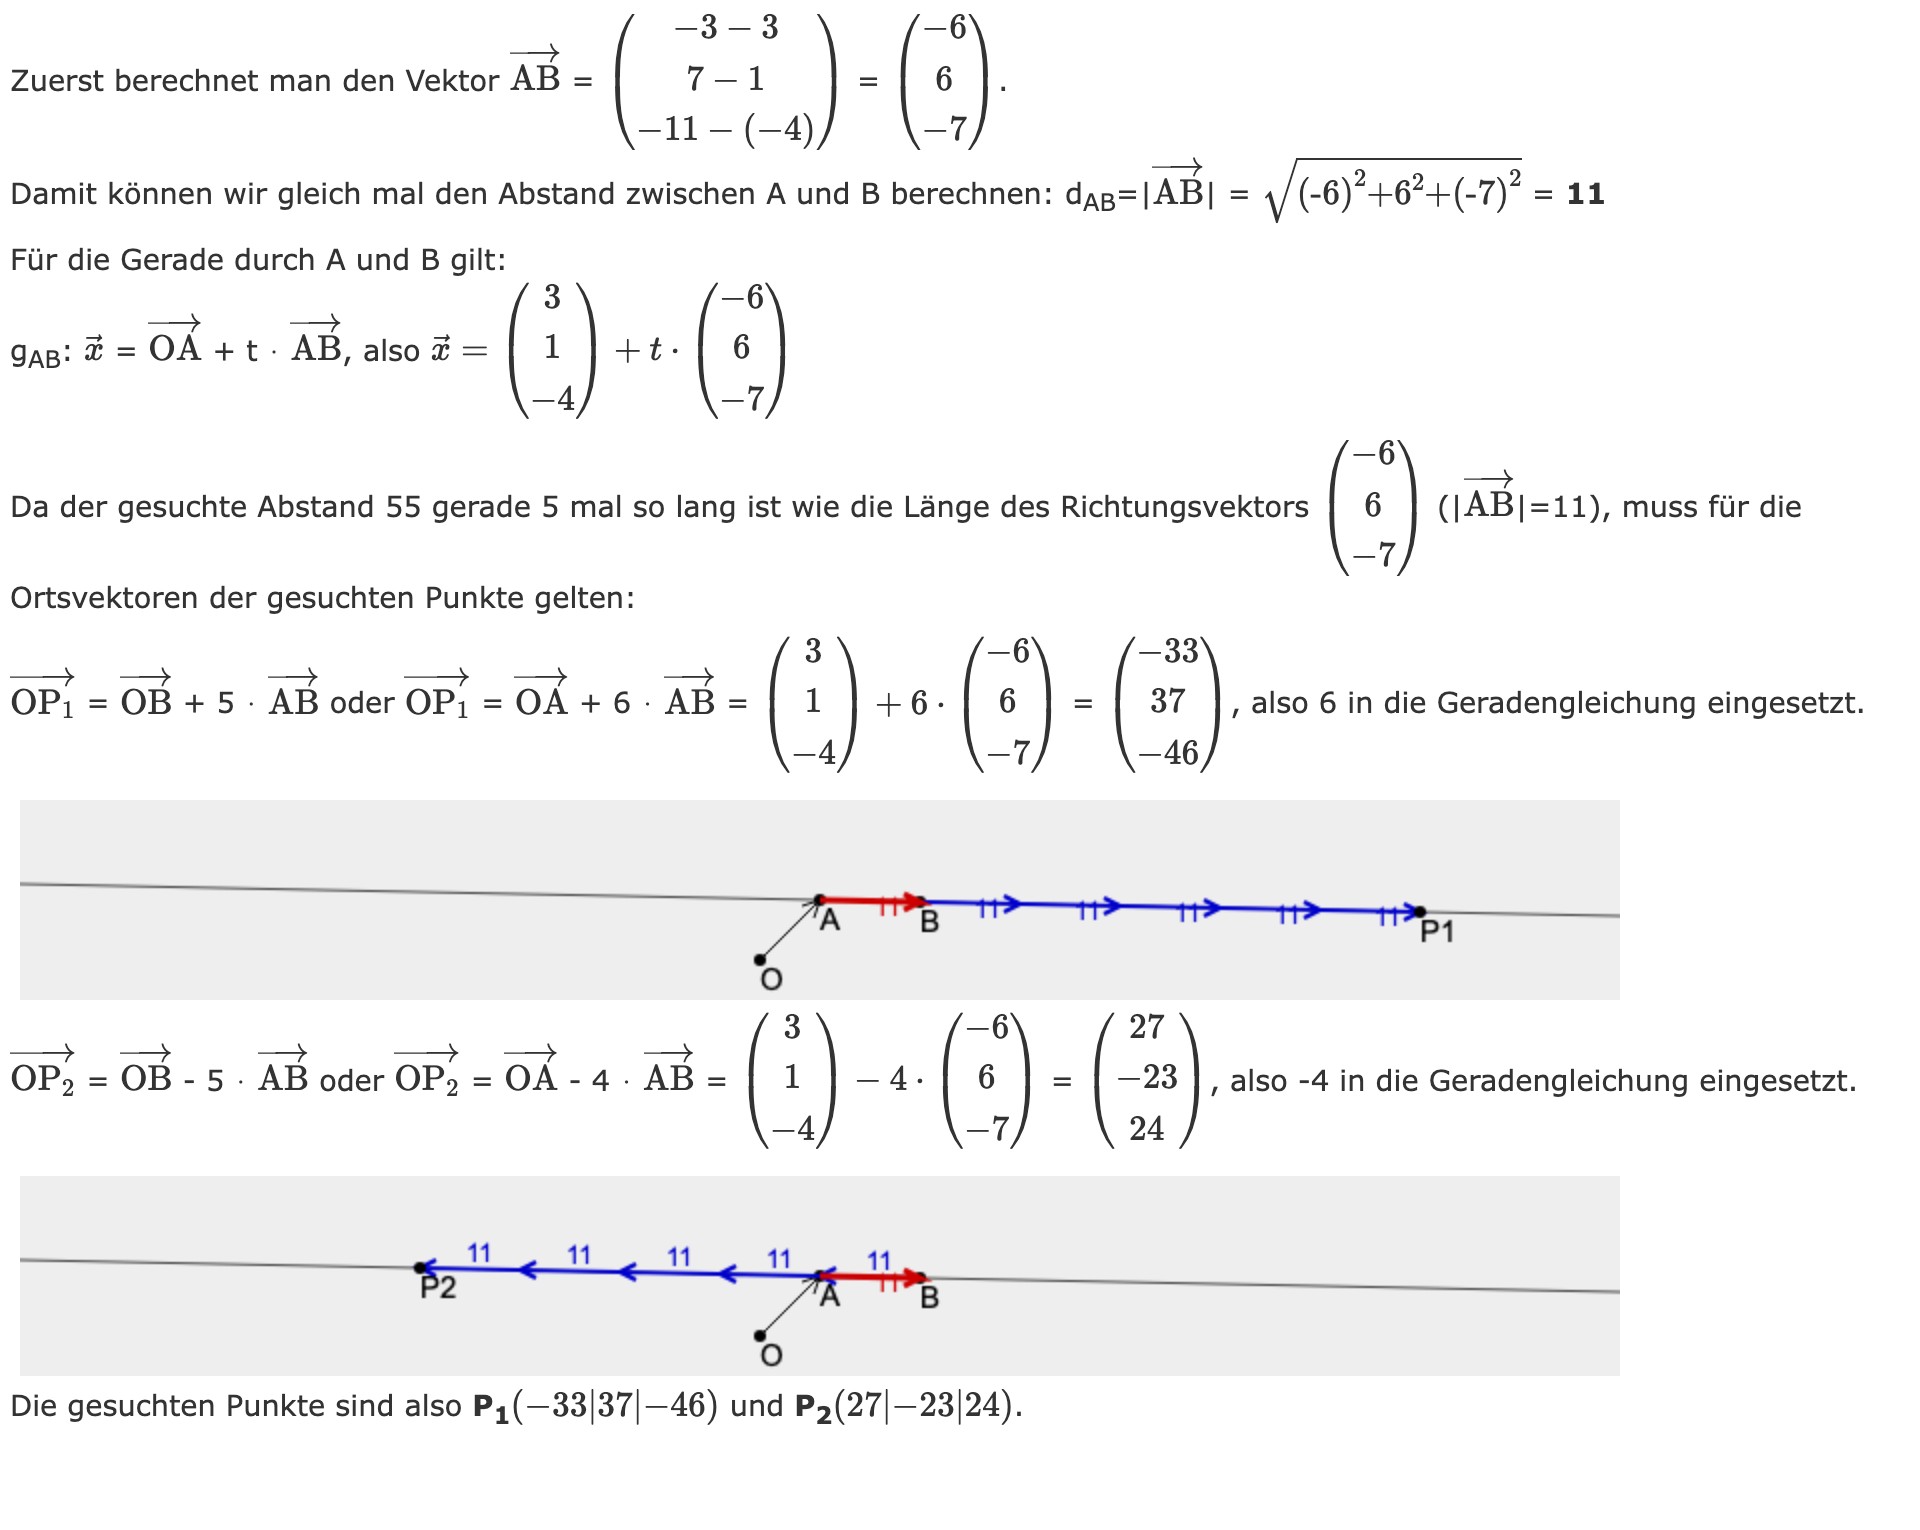 Zuerst berechnet man den Vektor $\overrightarrow{AB}$ = $\begin{pmatrix} -3-3 \\ 7-1 \\ -11-(-4) \end{pmatrix}$ = $\begin{pmatrix} -6 \\ 6 \\ -7 \end{pmatrix}$.
Damit können wir gleich mal den Abstand zwischen A und B berechnen: d_{AB}=|$\overrightarrow{AB}$| = $\sqrt{(-6)^2+6^2+(-7)^2}$ = 11
Für die Gerade durch A und B gilt:
g_{AB}: $\vec{x}$ = $\overrightarrow{OA}$ + t · $\overrightarrow{AB}$, also $\vec{x}$ = $\begin{pmatrix} 3 \\ 1 \\ -4 \end{pmatrix} + t \cdot \begin{pmatrix} -6 \\ 6 \\ -7 \end{pmatrix}$
Da der gesuchte Abstand 55 gerade 5 mal so lang ist wie die Länge des Richtungsvektors $\begin{pmatrix} -6 \\ 6 \\ -7 \end{pmatrix}$ (|$\overrightarrow{AB}$|=11), muss für die
Ortsvektoren der gesuchten Punkte gelten:
$\overrightarrow{OP_1}$ = $\overrightarrow{OB}$ + 5 · $\overrightarrow{AB}$ oder $\overrightarrow{OP_1}$ = $\overrightarrow{OA}$ + 6 · $\overrightarrow{AB}$ = $\begin{pmatrix} 3 \\ 1 \\ -4 \end{pmatrix} + 6 \cdot \begin{pmatrix} -6 \\ 6 \\ -7 \end{pmatrix}$ = $\begin{pmatrix} -33 \\ 37 \\ -46 \end{pmatrix}$, also 6 in die Geradengleichung eingesetzt.
11 11 11 11 11 11
A B P1
O
$\overrightarrow{OP_2}$ = $\overrightarrow{OB}$ - 5 · $\overrightarrow{AB}$ oder $\overrightarrow{OP_2}$ = $\overrightarrow{OA}$ - 4 · $\overrightarrow{AB}$ = $\begin{pmatrix} 3 \\ 1 \\ -4 \end{pmatrix} - 4 \cdot \begin{pmatrix} -6 \\ 6 \\ -7 \end{pmatrix}$ = $\begin{pmatrix} 27 \\ -23 \\ 24 \end{pmatrix}$, also -4 in die Geradengleichung eingesetzt.
11 11 11 11 11
11
P2 A B
O
Die gesuchten Punkte sind also P_1(−33|37|−46) und P_2(27|−23|24).